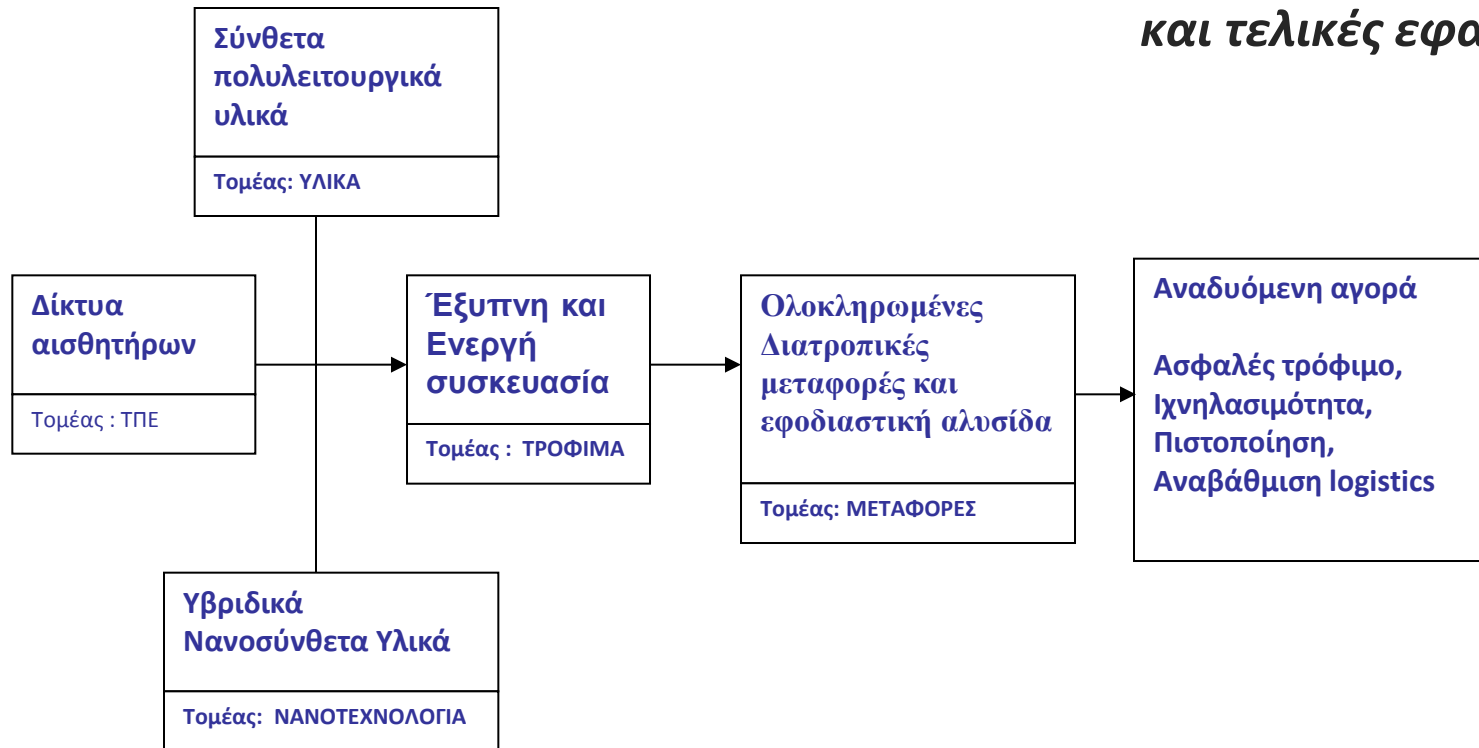 και τελικές εφα
Σύνθετα
πολυλειτουργικά
υλικά
Τομέας: ΥΛΙΚΑ
Δίκτυα
αισθητήρων
Τομέας : ΤΠΕ
Έξυπνη και
Ενεργή
συσκευασία
Τομέας : ΤΡΟΦΙΜΑ
Ολοκληρωμένες
Διατροπικές
μεταφορές και
εφοδιαστική αλυσίδα
Τομέας: ΜΕΤΑΦΟΡΕΣ
Αναδυόμενη αγορά
Ασφαλές τρόφιμο,
Ιχνηλασιμότητα,
Πιστοποίηση,
Αναβάθμιση logistics
Υβριδικά
Νανοσύνθετα Υλικά
Τομέας: ΝΑΝΟΤΕΧΝΟΛΟΓΙΑ